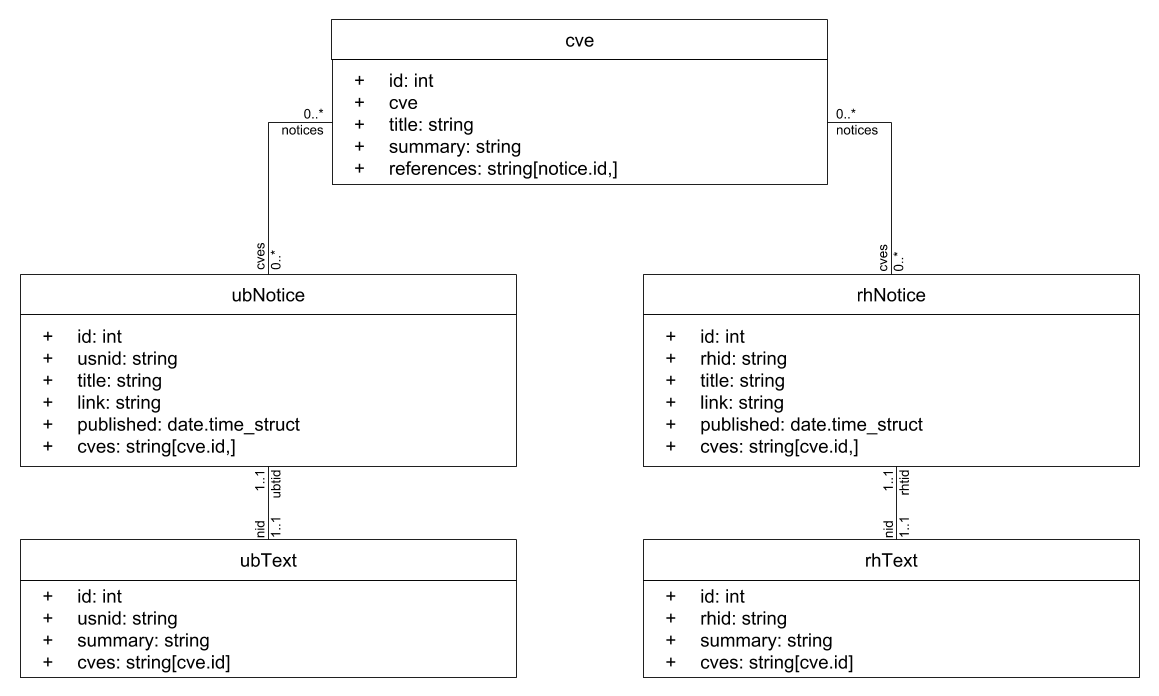 cve
+ id: int
+ cve
+ title: string
+ summary: string
+ references: string[notice.id,]
0..*
notices
0..*
notices
cves
0..*
cves
0..*
ubNotice
+ id: int
+ usnid: string
+ title: string
+ link: string
+ published: date.time_struct
+ cves: string[cve.id,]
rhNotice
+ id: int
+ rhid: string
+ title: string
+ link: string
+ published: date.time_struct
+ cves: string[cve.id,]
1..1
ubtid
nid
1..1
1..1
rhtid
nid
1..1
ubText
+ id: int
+ usnid: string
+ summary: string
+ cves: string[cve.id]
rhText
+ id: int
+ rhid: string
+ summary: string
+ cves: string[cve.id]